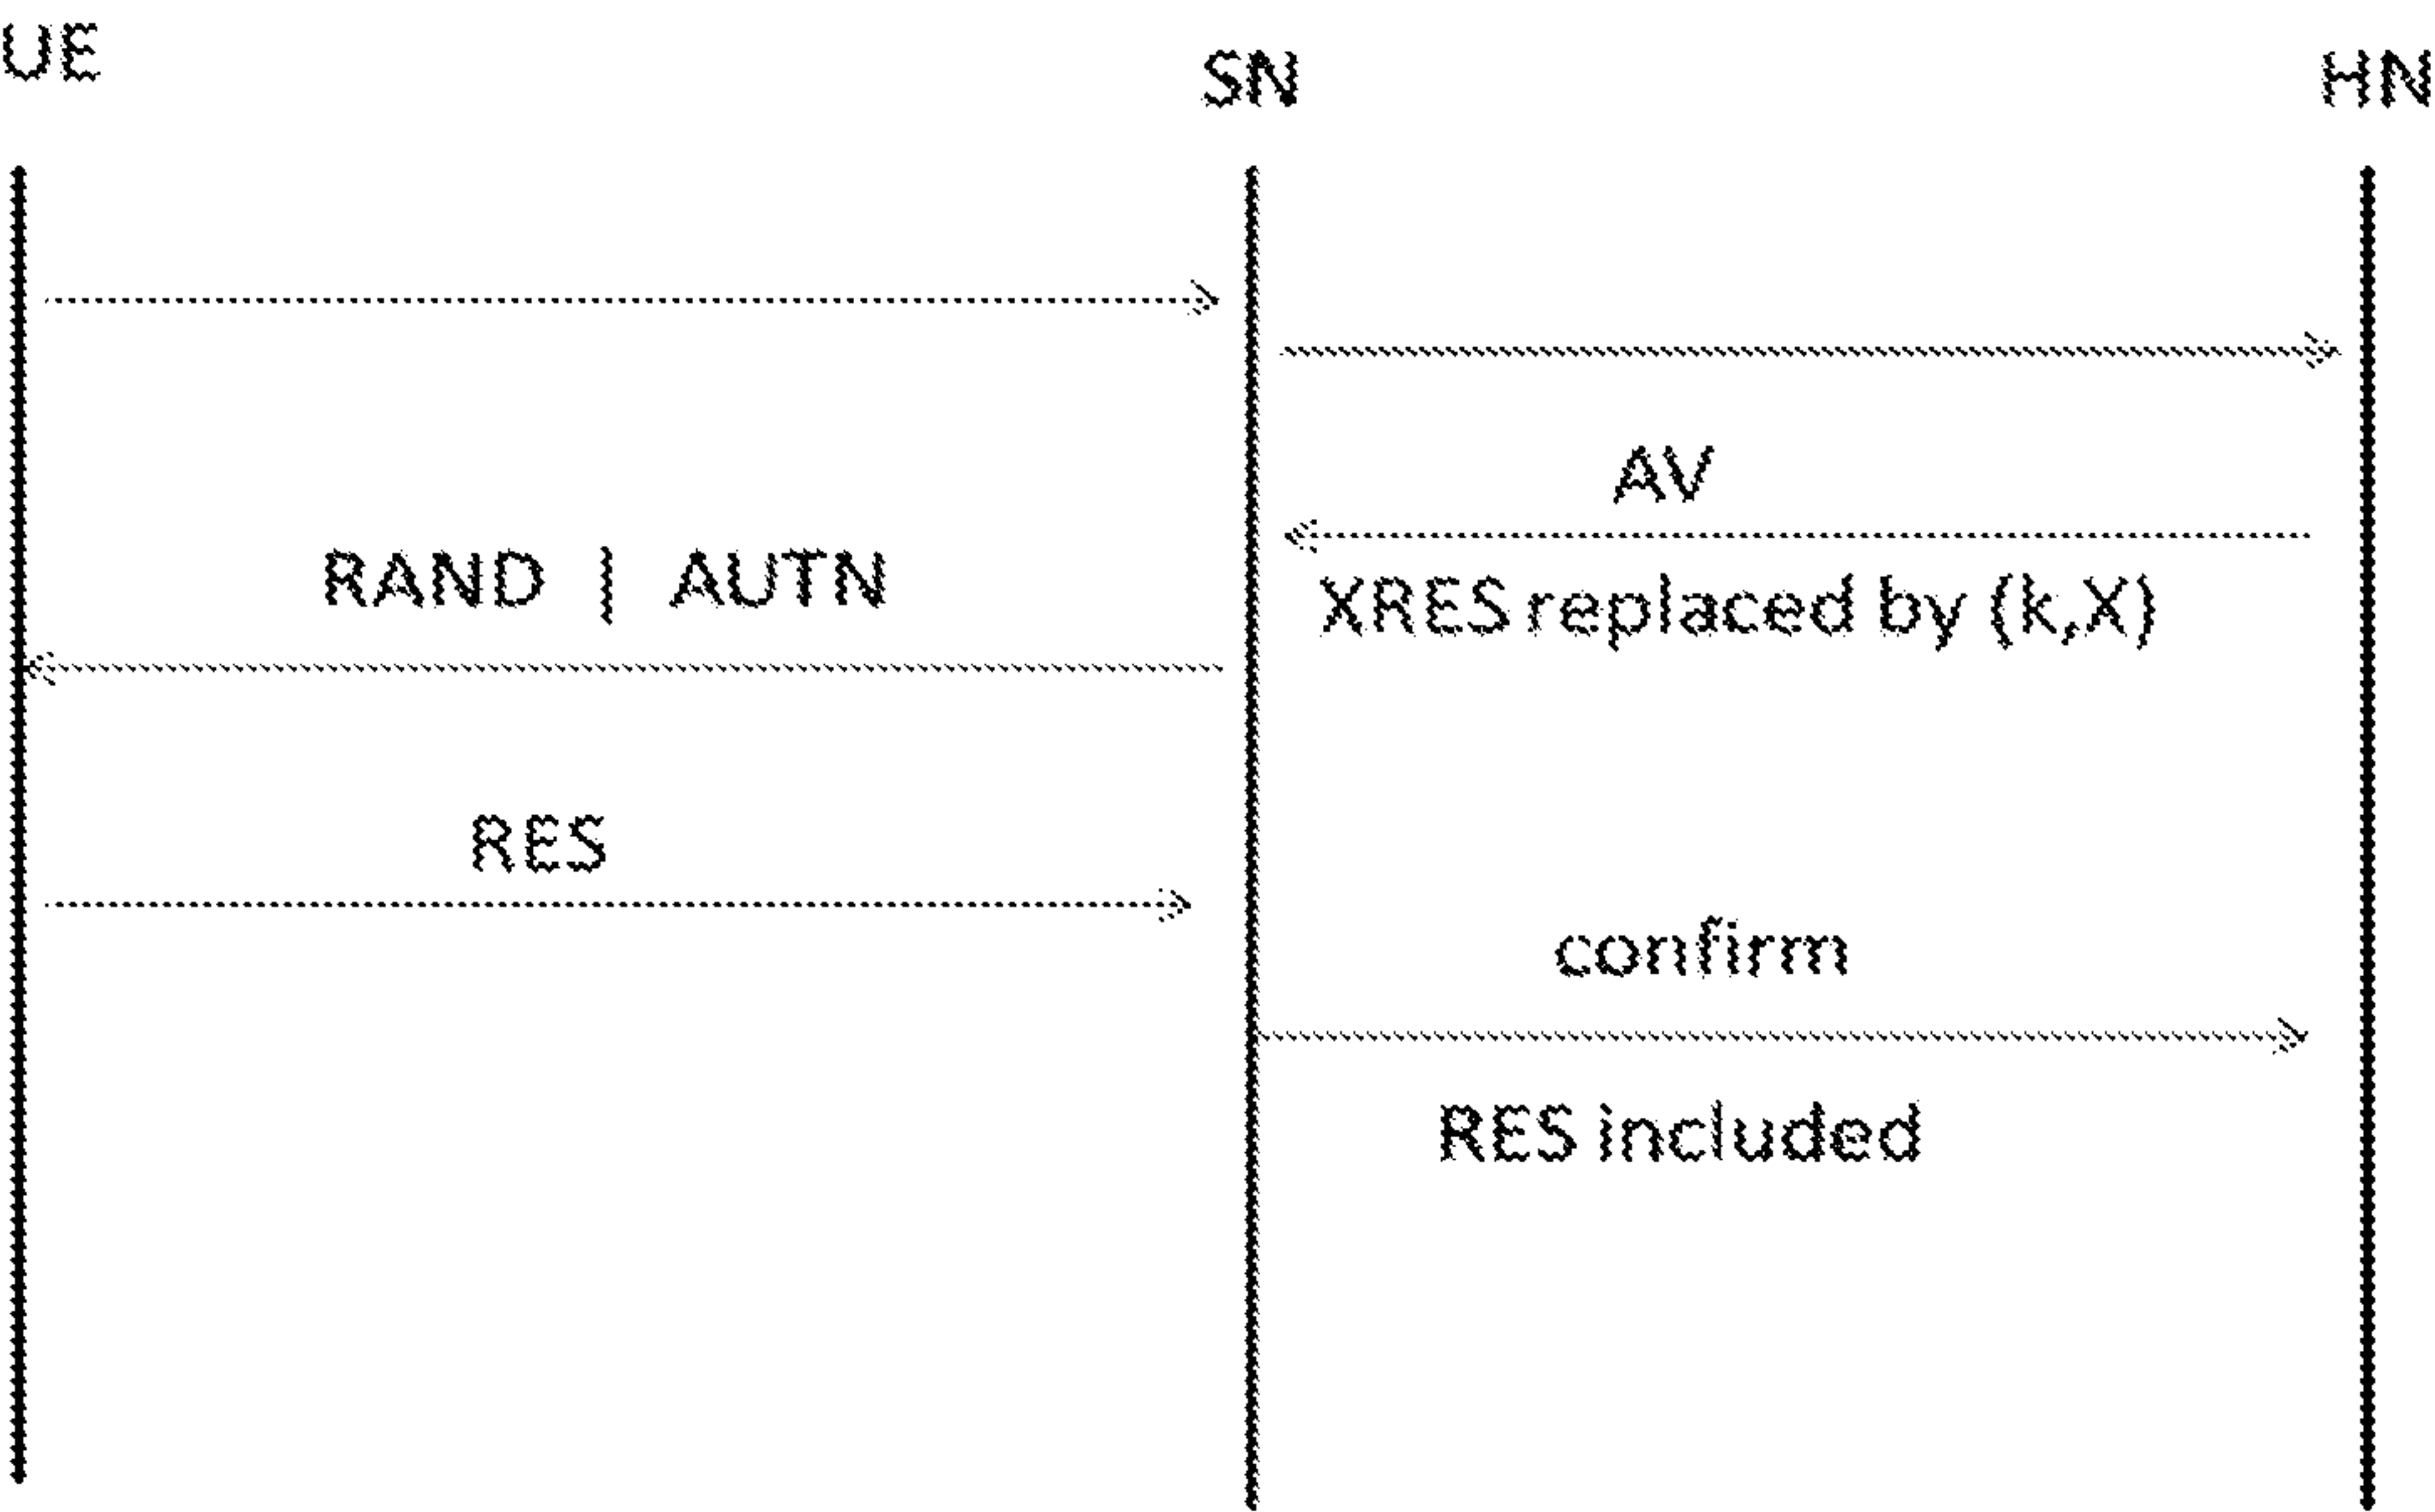 UE
SN
HN
AV
RAND | AUTN
XRES replaced by (k,X)
RES
confirm
RES included